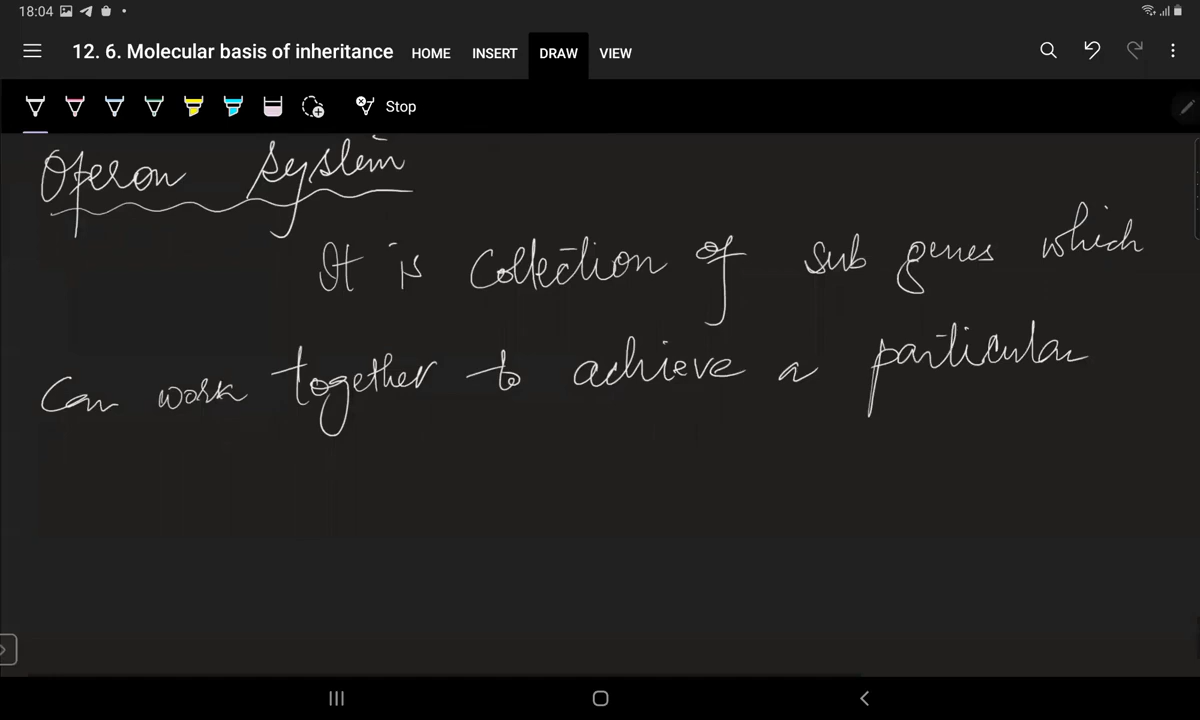 18:04
12. 6. Molecular basis of inheritance HOME INSERT DRAW VIEW
Stop
Operon system
It is collection of sub genes which
can work together to achieve a particular